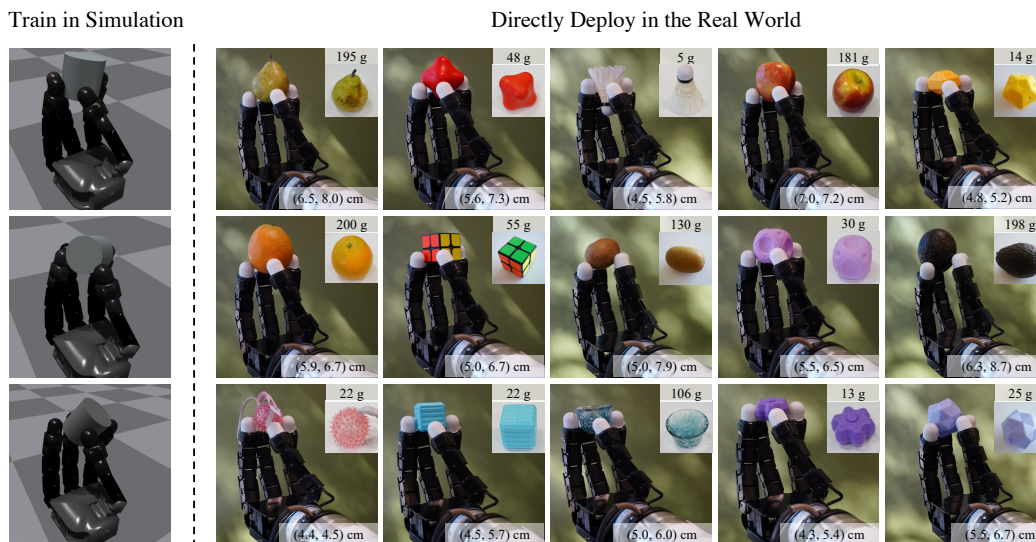 Train in Simulation
Directly Deploy in the Real World
195 g
48 g
5 g
181 g
14 g
(6.5, 8.0) cm
(5.6, 7.3) cm
(4.5, 5.8) cm
(7.0, 7.2) cm
(4.8, 5.2) cm
200 g
55 g
130 g
30 g
198 g
(5.9, 6.7) cm
(5.0, 6.7) cm
(5.0, 7.9) cm
(5.5, 6.5) cm
(6.3, 8.7) cm
22 g
22 g
106 g
13 g
25 g
(4.4, 4.5) cm
(4.5, 5.7) cm
(5.0, 6.0) cm
(4.3, 5.4) cm
(5.5, 6.7) cm